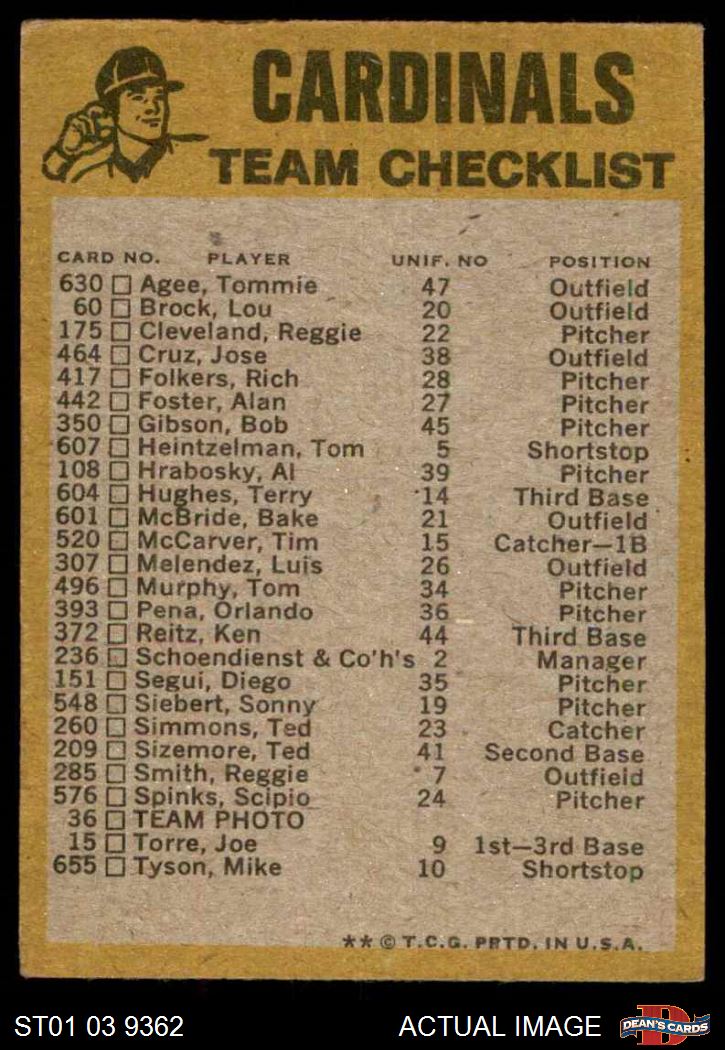 CARDINALS
TEAM CHECKLIST
CARD NO. PLAYER UNIF. NO POSITION
630 Agee, Tommie 47 Outfield
60 Brock, Lou 20 Outfield
175 Cleveland, Reggie 22 Pitcher
464 Cruz, Jose 38 Outfield
417 Folkers, Rich 28 Pitcher
442 Foster, Alan 27 Pitcher
350 Gibson, Bob 45 Pitcher
607 Heintzelman, Tom 5 Shortstop
108 Hrabosky, Al 39 Pitcher
604 Hughes, Terry 14 Third Base
601 McBride, Bake 21 Outfield
520 McCarver, Tim 15 Catcher—1B
307 Melendez, Luis 26 Outfield
496 Murphy, Tom 34 Pitcher
393 Pena, Orlando 36 Pitcher
372 Reitz, Ken 44 Third Base
236 Schoendienst & Co'h's 2 Manager
151 Segui, Diego 35 Pitcher
548 Siebert, Sonny 19 Pitcher
260 Simmons, Ted 23 Catcher
209 Sizemore, Ted 41 Second Base
285 Smith, Reggie 7 Outfield
576 Spinks, Scipio 24 Pitcher
36 TEAM PHOTO
15 Torre, Joe 9 1st—3rd Base
655 Tyson, Mike 10 Shortstop
** © T.C.G. PRTD. IN U.S.A.
ST01 03 9362 ACTUAL IMAGE D DEAN'S CARDS